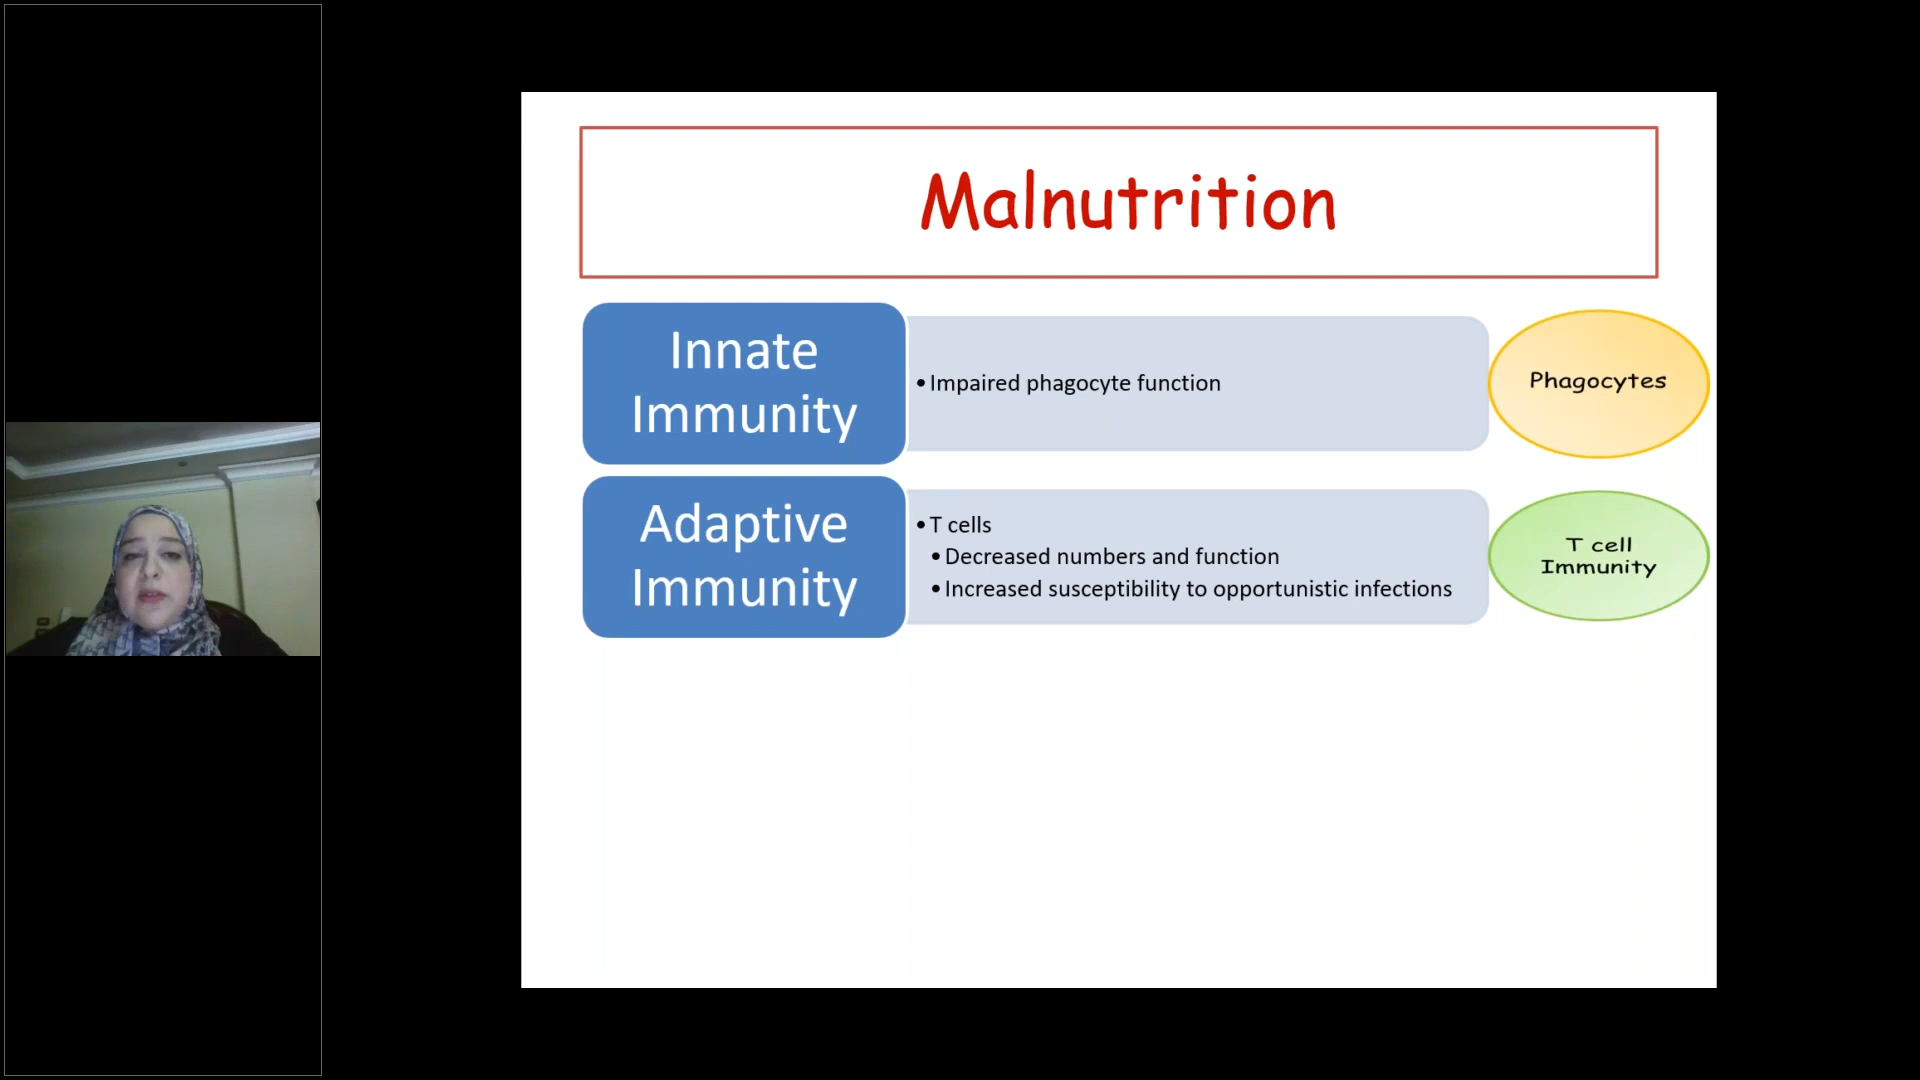 Malnutrition
Innate
Immunity
•Impaired phagocyte function
Phagocytes
Adaptive
Immunity
•T cells
•Decreased numbers and function
•Increased susceptibility to opportunistic infections
T cell
Immunity